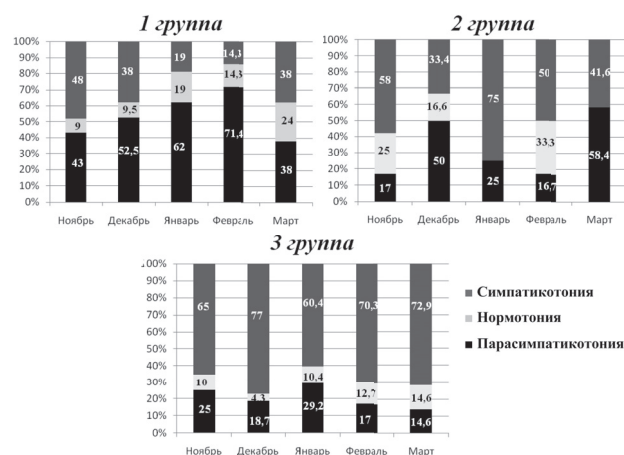 1 группа
100%
90%
80%
70%
60%
50%
40%
30%
20%
10%
0%
48 38 19 14,3 38
9 9,5 19 14,3 24
43 52,5 62 71,4 38
Ноябрь Декабрь Январь Февраль Март
2 группа
100%
90%
80%
70%
60%
50%
40%
30%
20%
10%
0%
58 33,4 75 50 41,6
25 16,6 33,3
17 50 25 16,7 58,4
Ноябрь Декабрь Январь Февраль Март
3 группа
100%
90%
80%
70%
60%
50%
40%
30%
20%
10%
0%
65 77 60,4 70,3 72,9
10 4,3 10,4 12,7 14,6
25 18,7 29,2 17 14,6
Ноябрь Декабрь Январь Февраль Март
Симпатикотония
Нормотония
Парасимпатикотония